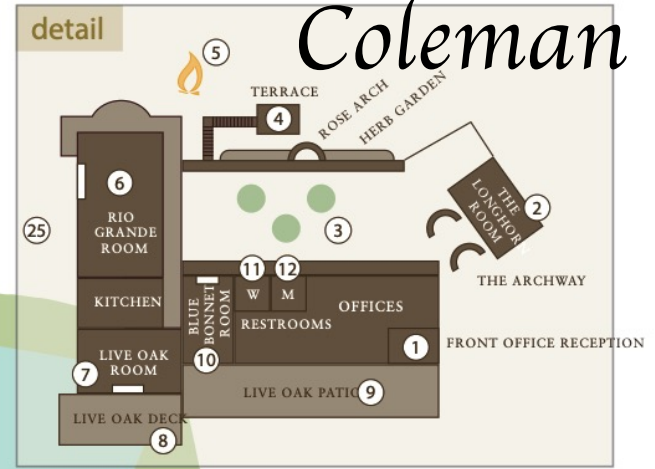 detail
Coleman
5
TERRACE
4
ROSE ARCH
HERB GARDEN
6
RIO
GRANDE
ROOM
25
3
THE
LONGHOR
ROOM
2
THE ARCHWAY
11
12
W
M
KITCHEN
BLUE
BONNET
ROOM
RESTROOMS
OFFICES
1
FRONT OFFICE RECEPTION
LIVE OAK
ROOM
7
10
LIVE OAK PATIO
9
LIVE OAK DECK
8